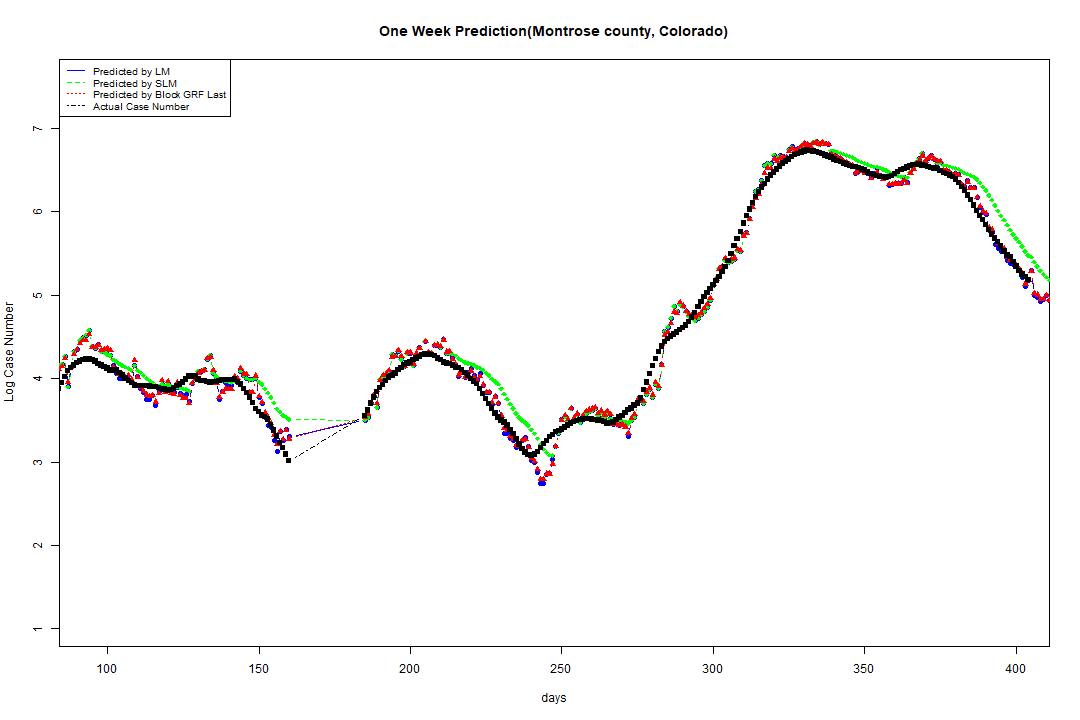 One Week Prediction(Montrose county, Colorado)
Predicted by LM
Predicted by SLM
Predicted by Block GRF Last
Actual Case Number
Log Case Number
7
6
5
4
3
2
1
100 150 200 250 300 350 400
days